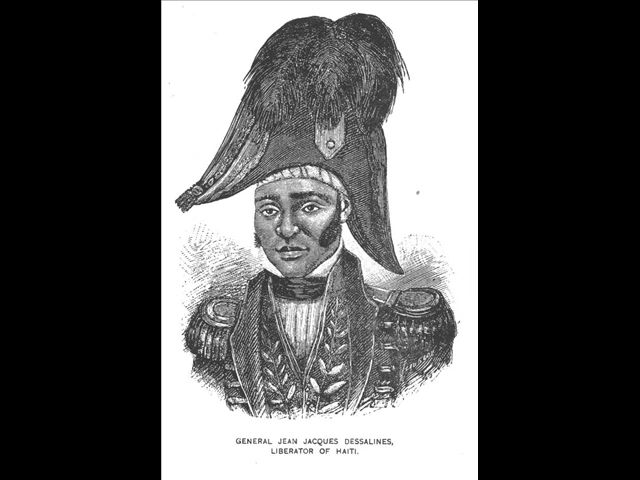 GENERAL JEAN JACQUES DESSALINES,
LIBERATOR OF HAITI.